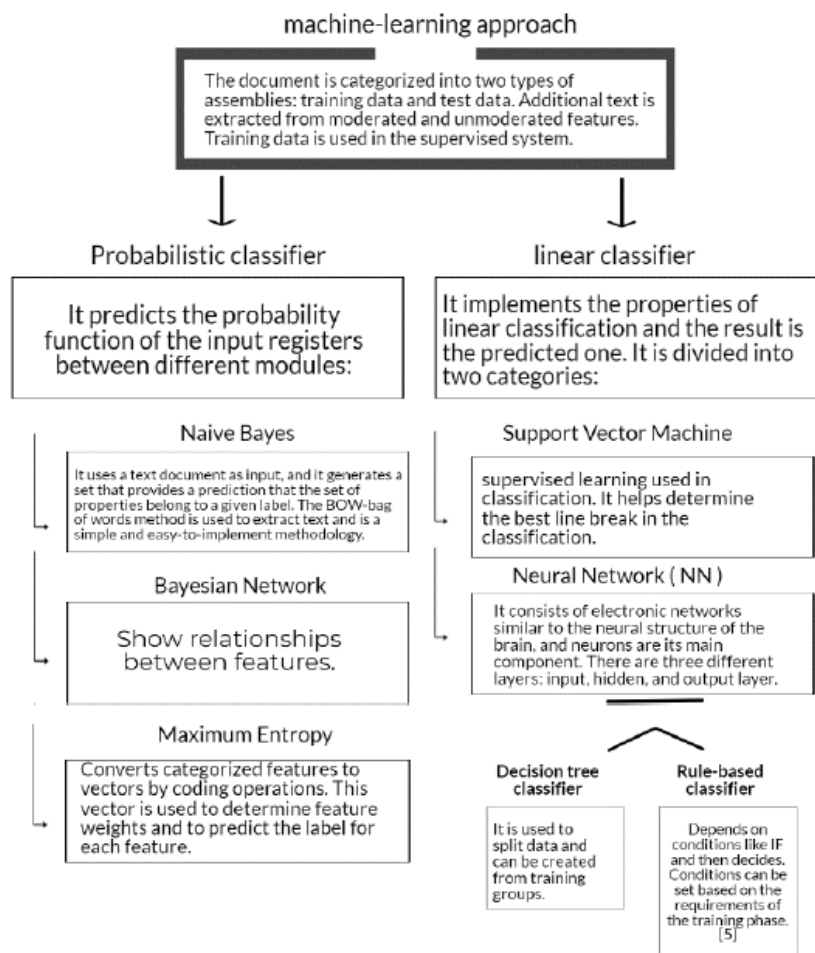 machine-learning approach
The document is categorized into two types of
assemblies: training data and test data. Additional text is
extracted from moderated and unmoderated features.
Training data is used in the supervised system.
Probabilistic classifier
It predicts the probability
function of the input registers
between different modules:
Naive Bayes
It uses a text document as input, and it generates a
set that provides a prediction that the set of
properties belong to a given label. The BOW-bag
of words method is used to extract text and is a
simple and easy-to-implement methodology.
Bayesian Network
Show relationships
between features.
Maximum Entropy
Converts categorized features to
vectors by coding operations. This
vector is used to determine feature
weights and to predict the label for
each feature.
linear classifier
It implements the properties of
linear classification and the result is
the predicted one. It is divided into
two categories:
Support Vector Machine
supervised learning used in
classification. It helps determine
the best line break in the
classification.
Neural Network ( NN )
It consists of electronic networks
similar to the neural structure of the
brain, and neurons are its main
component. There are three different
layers: input, hidden, and output layer.
Decision tree
classifier
It is used to
split data and
can be created
from training
groups.
Rule-based
classifier
Depends on
conditions like IF
and then decides.
Conditions can be
set based on the
requirements of
the training phase.
[5]